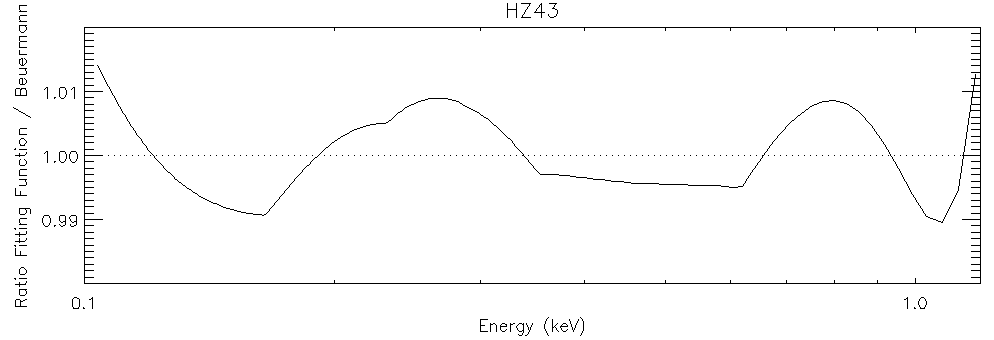 HZ43
Ratio Fitting Function / Beuermann
1.01
1.00
0.99
0.1
1.0
Energy (keV)